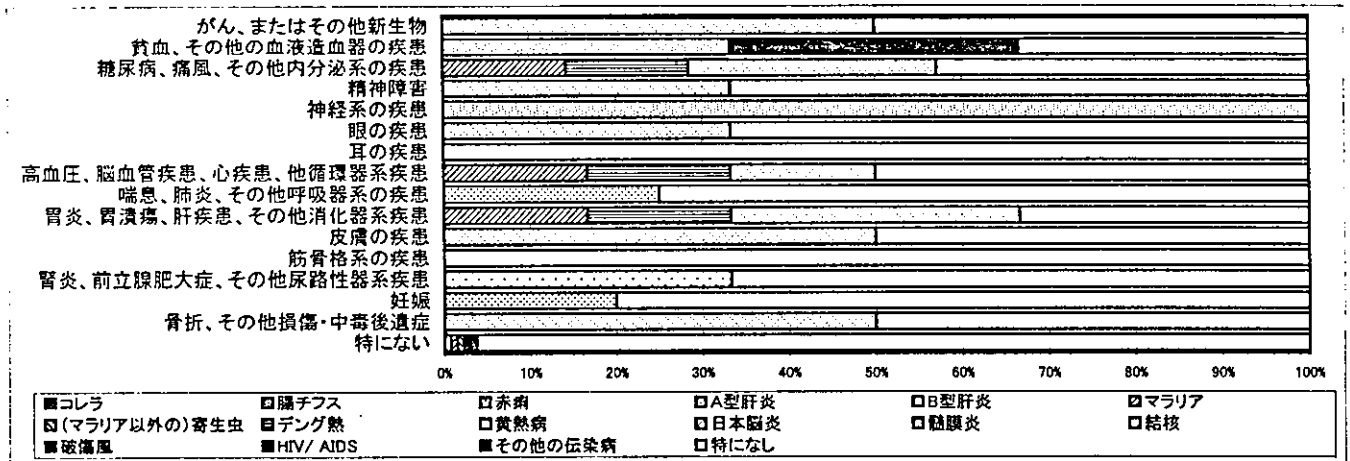 がん、またはその他新生物
貧血、その他の血液造血器の疾患
糖尿病、痛風、その他内分泌系の疾患
精神障害
神経系の疾患
眼の疾患
耳の疾患
高血圧、脳血管疾患、心疾患、他循環器系疾患
喘息、肺炎、その他呼吸器系の疾患
胃炎、胃潰瘍、肝疾患、その他消化器系疾患
皮膚の疾患
筋骨格系の疾患
腎炎、前立腺肥大症、その他尿路性器系疾患
妊娠
骨折、その他損傷・中毒後遺症
特にない
0% 10% 20% 30% 40% 50% 60% 70% 80% 90% 100%
コレラ 腸チフス 赤痢 A型肝炎 B型肝炎 マラリア
(マラリア以外の)寄生虫 デング熱 黄熱病 日本脳炎 髄膜炎 結核
破傷風 HIV/ AIDS その他の伝染病 特になし